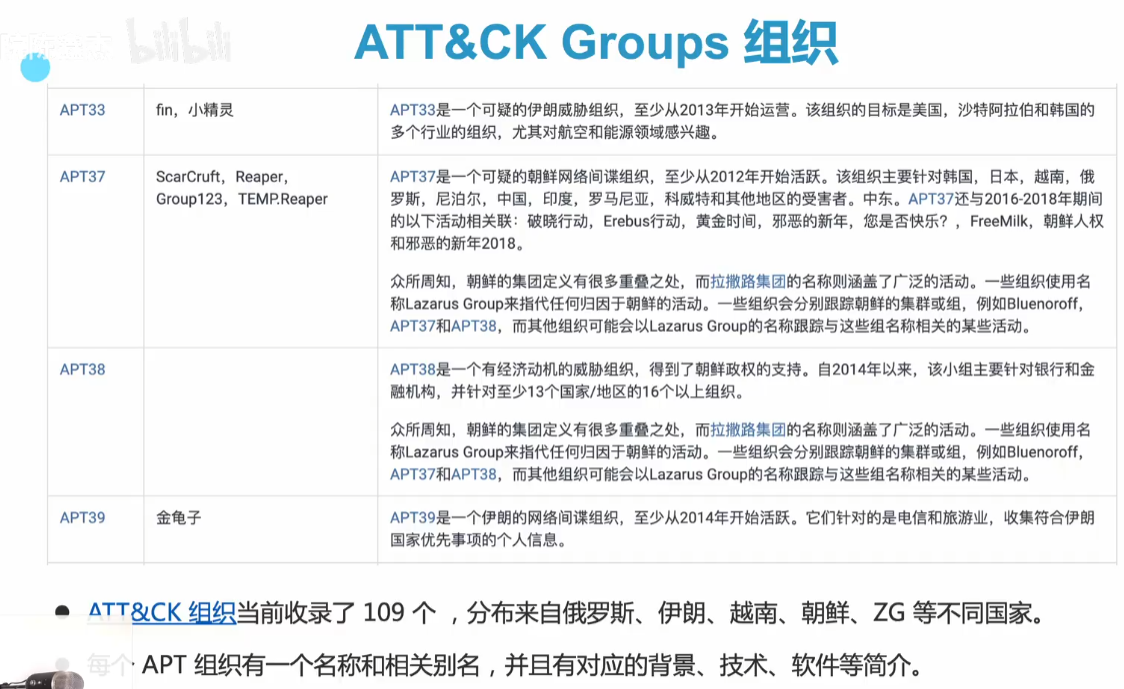 bilibili
ATT&CK Groups 组织
APT33
fin，小精灵
APT33是一个可疑的伊朗威胁组织，至少从2013年开始运营。该组织的目标是美国，沙特阿拉伯和韩国的
多个行业的组织，尤其对航空和能源领域感兴趣。
APT37
ScarCruft，Reaper，
Group123，TEMP.Reaper
APT37是一个可疑的朝鲜网络间谍组织，至少从2012年开始活跃。该组织主要针对韩国，日本，越南，俄
罗斯，尼泊尔，中国，印度，罗马尼亚，科威特和其他地区的受害者。中东。APT37还与2016-2018年期间
的以下活动相关联：破晓行动，Erebus行动，黄金时间，邪恶的新年，您是否快乐？，FreeMilk，朝鲜人权
和邪恶的新年2018。
众所周知，朝鲜的集团定义有很多重叠之处，而拉撒路集团的名称则涵盖了广泛的活动。一些组织使用名
称Lazarus Group来指代任何归因于朝鲜的活动。一些组织会分别跟踪朝鲜的集群或组，例如Bluenoroff，
APT37和APT38，而其他组织可能会以Lazarus Group的名称跟踪与这些组名称相关的某些活动。
APT38
APT38是一个有经济动机的威胁组织，得到了朝鲜政权的支持。自2014年以来，该小组主要针对银行和金
融机构，并针对至少13个国家/地区的16个以上组织。
众所周知，朝鲜的集团定义有很多重叠之处，而拉撒路集团的名称则涵盖了广泛的活动。一些组织使用名
称Lazarus Group来指代任何归因于朝鲜的活动。一些组织会分别跟踪朝鲜的集群或组，例如Bluenoroff，
APT37和APT38，而其他组织可能会以Lazarus Group的名称跟踪与这些组名称相关的某些活动。
APT39
金龟子
APT39是一个伊朗的网络间谍组织，至少从2014年开始活跃。它们针对的是电信和旅游业，收集符合伊朗
国家优先事项的个人信息。
● ATT&CK 组织当前收录了 109 个 ，分布来自俄罗斯、伊朗、越南、朝鲜、ZG 等不同国家。
● 每个 APT 组织有一个名称和相关别名，并且有对应的背景、技术、软件等简介。